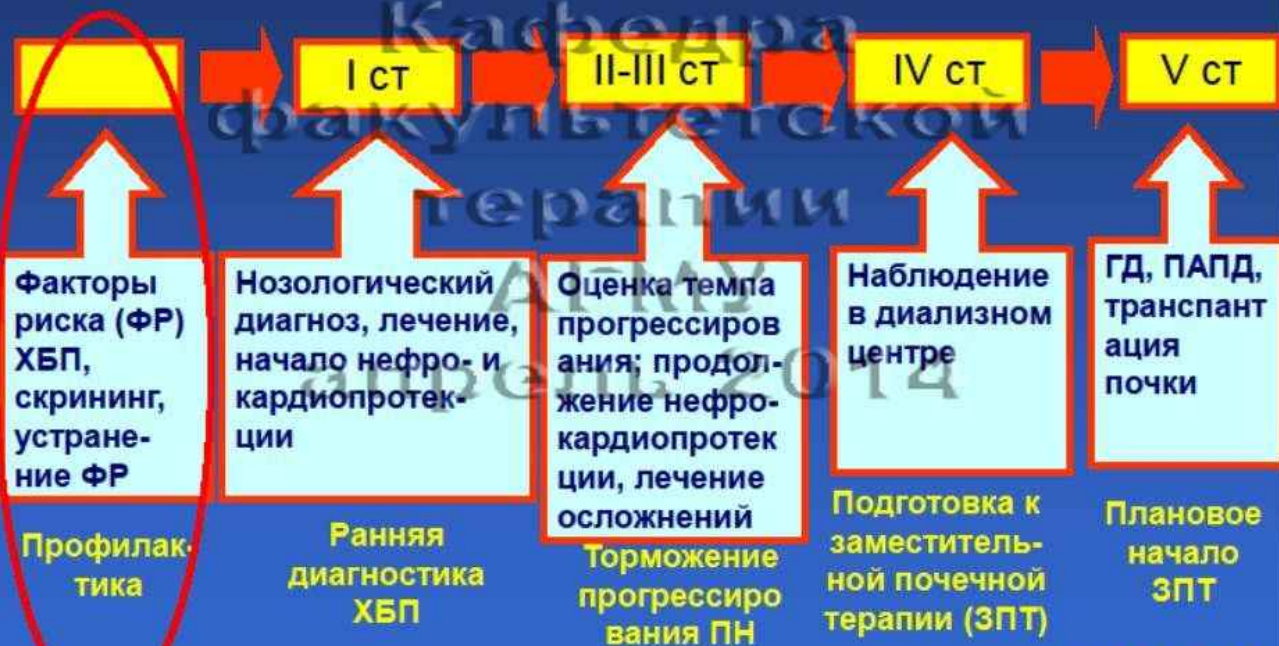 I ст
II-III ст
IV ст
V ст
Кафедра
факультетской
терапии
АГМУ
апрель 2014
Факторы
риска (ФР)
ХБП,
скрининг,
устране-
ние ФР
Профилак-
тика
Нозологический
диагноз, лечение,
начало нефро- и
кардиопротек-
ции
Ранняя
диагностика
ХБП
Оценка темпа
прогрессиров
ания; продол-
жение нефро-
кардиопротек
ции, лечение
осложнений
Торможение
прогрессиро
вания ПН
Наблюдение
в диализном
центре
Подготовка к
заместитель-
ной почечной
терапии (ЗПТ)
ГД, ПАПД,
транспант
ация
почки
Плановое
начало
ЗПТ